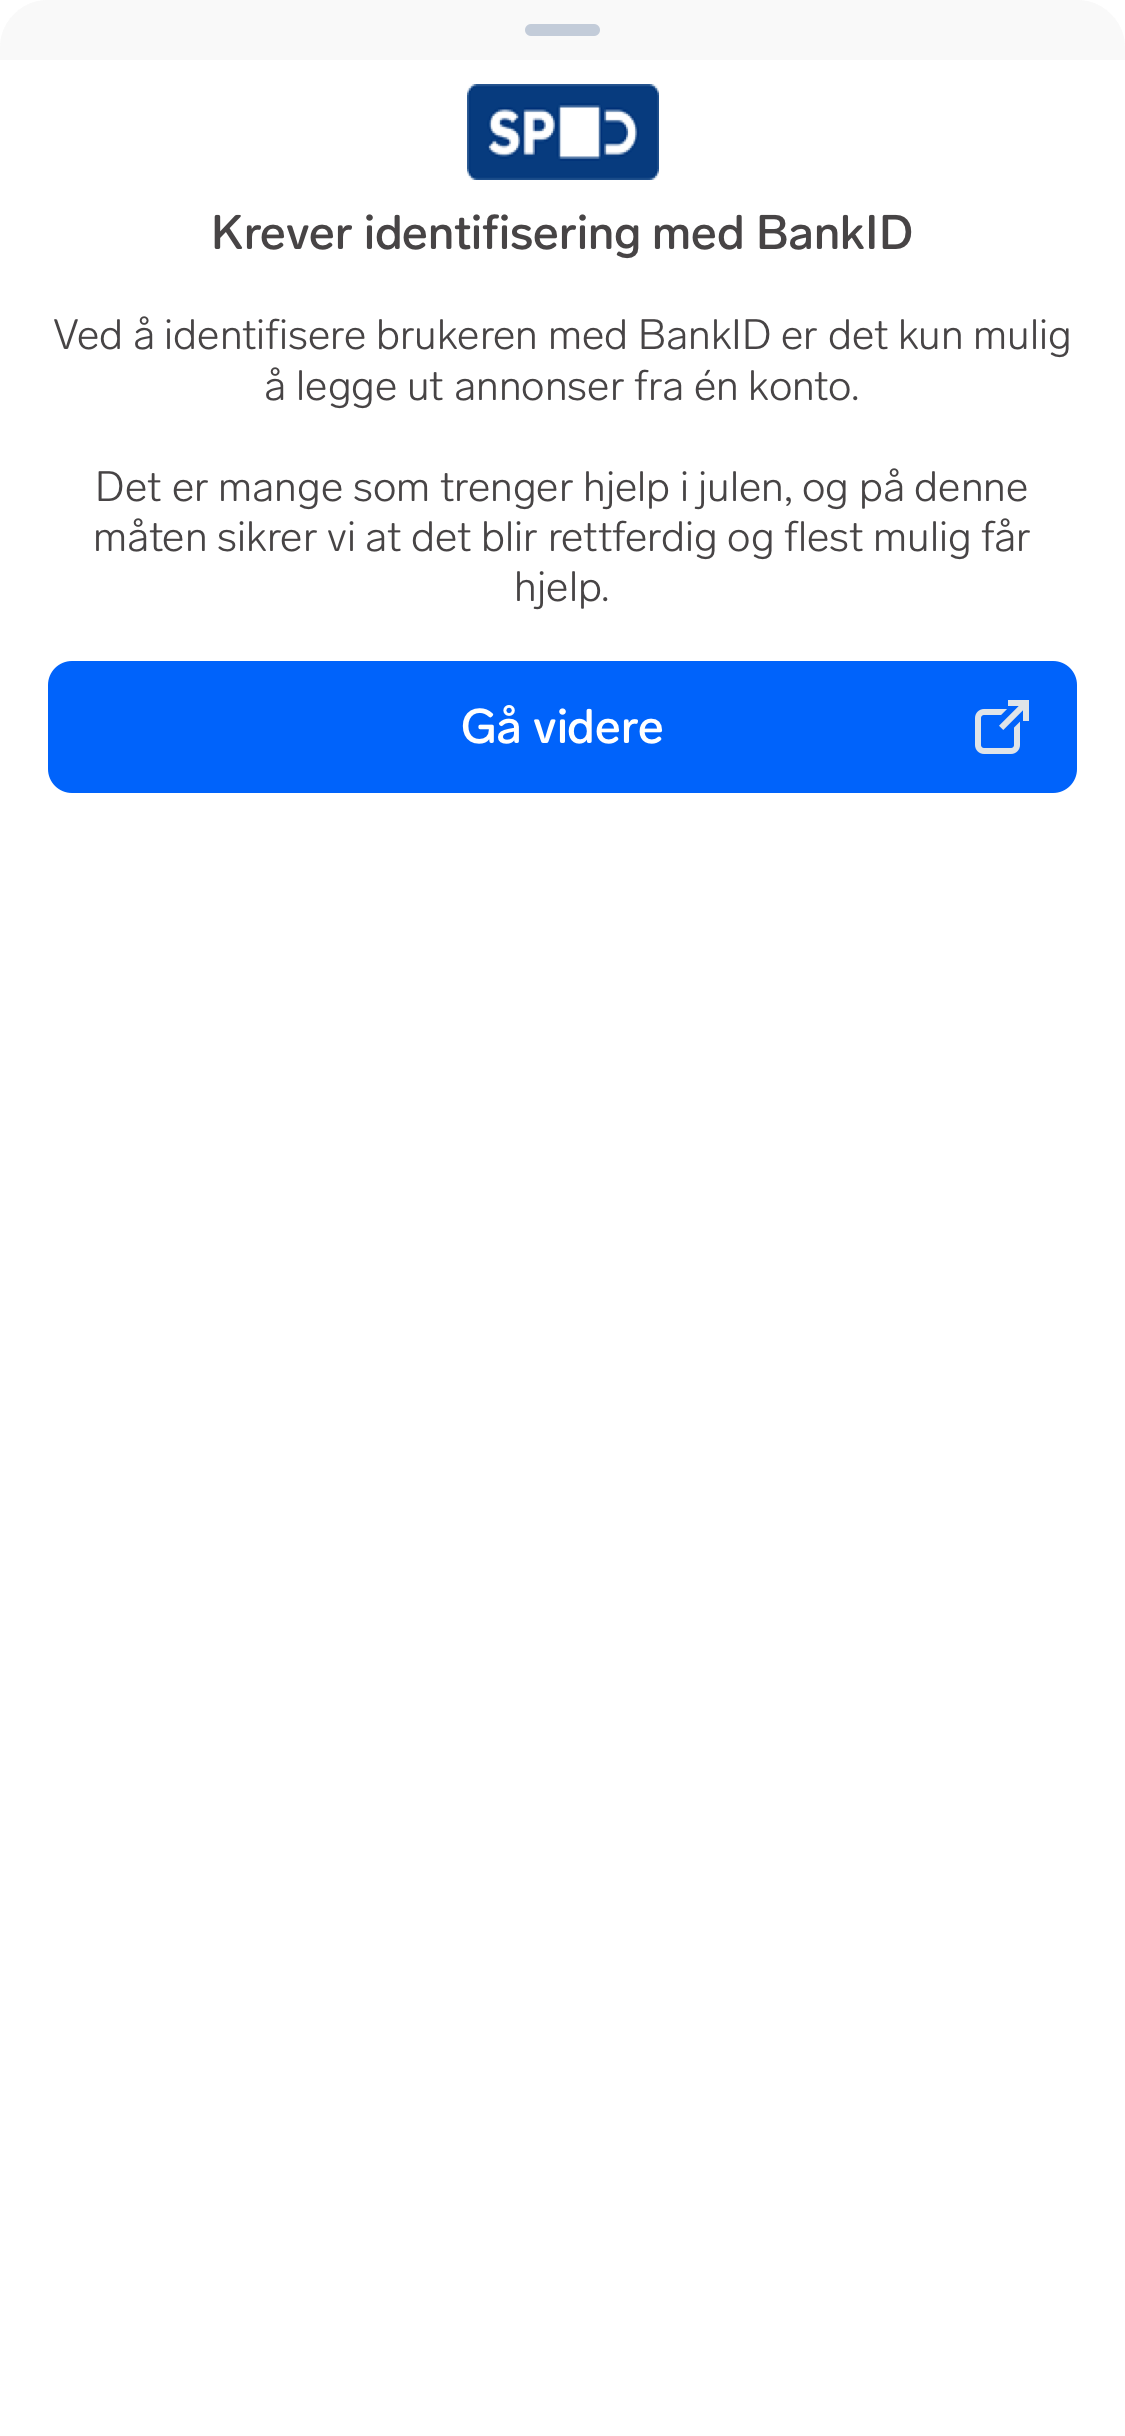 Krever identifisering med BankID
Ved å identifisere brukeren med BankID er det kun mulig
å legge ut annonser fra én konto.
Det er mange som trenger hjelp i julen, og på denne
måten sikrer vi at det blir rettferdig og flest mulig får
hjelp.
Gå videre